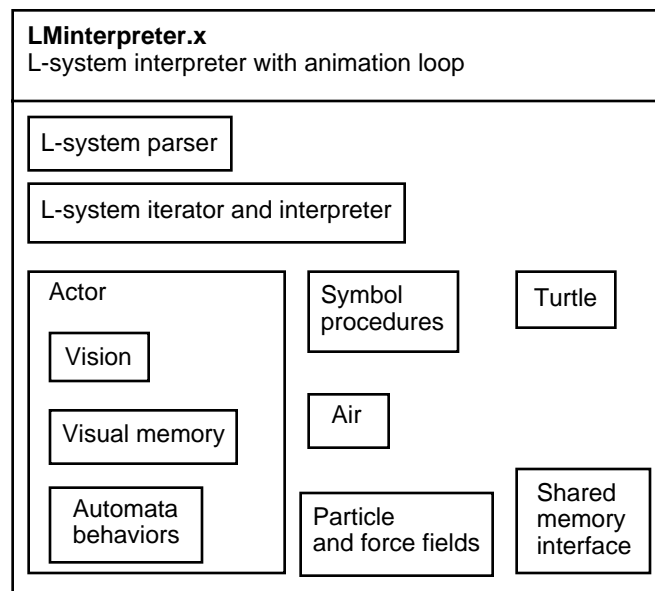 LMinterpreter.x
L-system interpreter with animation loop
L-system parser
L-system iterator and interpreter
Actor
Vision
Visual memory
Automata
behaviors
Symbol
procedures
Air
Particle
and force fields
Turtle
Shared
memory
interface